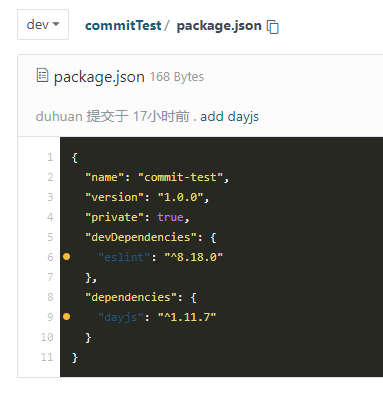 dev commitTest / package.json
package.json 168 Bytes
duhuan 提交于 17小时前 . add dayjs
1 {
2 "name": "commit-test",
3 "version": "1.0.0",
4 "private": true,
5 "devDependencies": {
6 "eslint": "^8.18.0"
7 },
8 "dependencies": {
9 "dayjs": "^1.11.7"
10 }
11 }